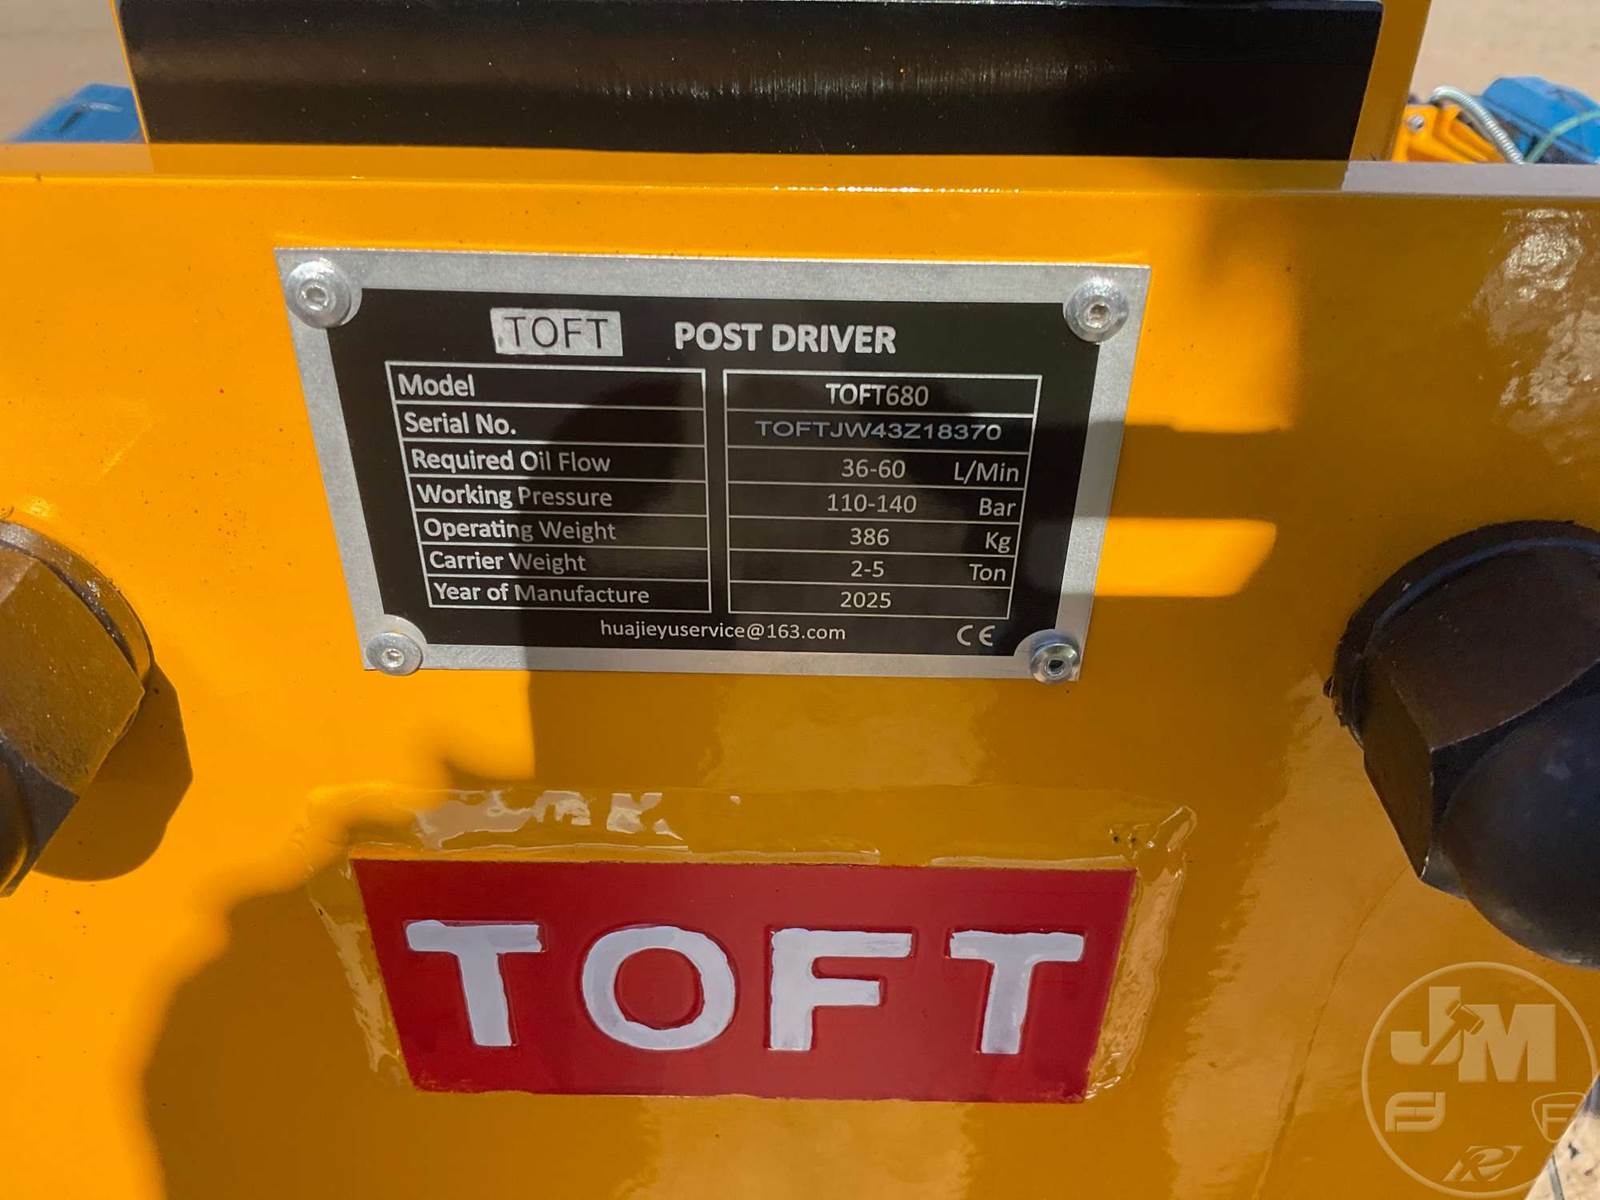 TOFT POST DRIVER
Model TOFT680
Serial No. TOFTJW43Z18370
Required Oil Flow 36-60 L/Min
Working Pressure 110-140 Bar
Operating Weight 386 Kg
Carrier Weight 2-5 Ton
Year of Manufacture 2025
huajieyuservice@163.com CE
TOFT
JM